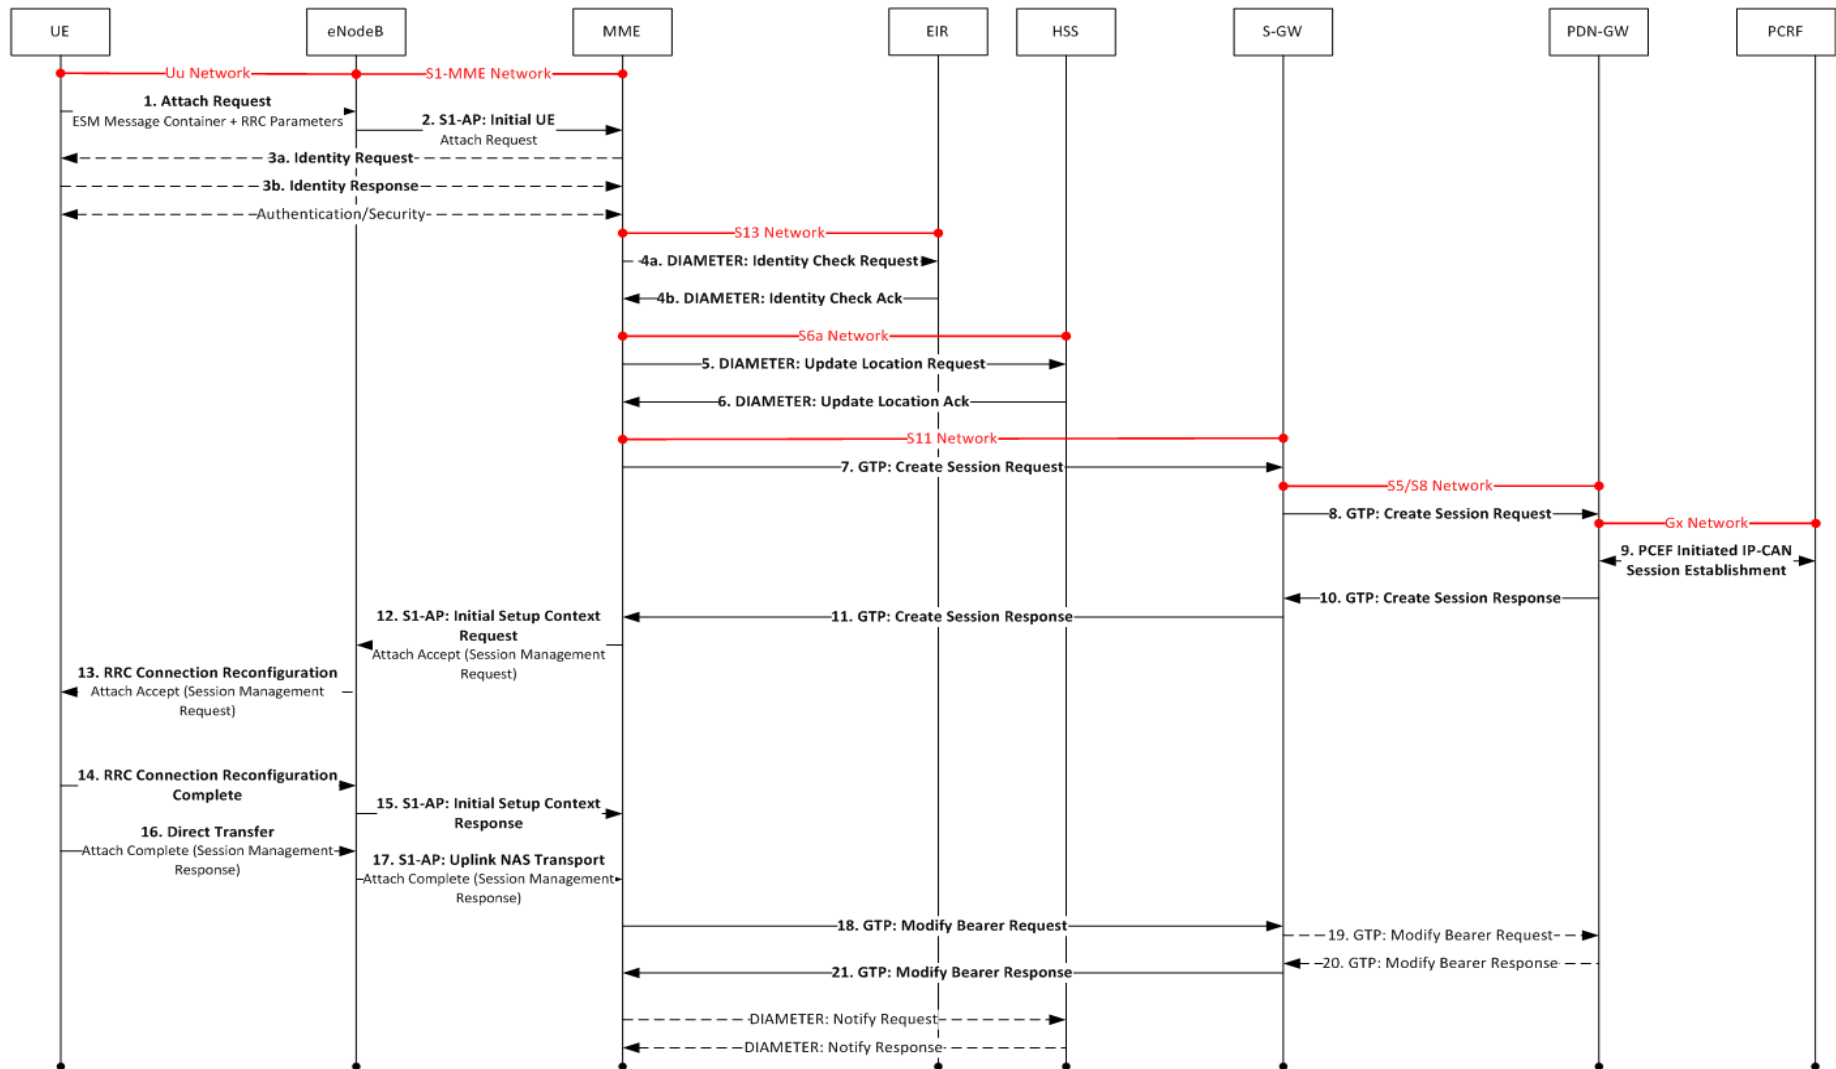 UE
eNodeB
MME
EIR
HSS
S-GW
PDN-GW
PCRF
Uu Network
S1-MME Network
1. Attach Request
ESM Message Container + RRC Parameters
2. S1-AP: Initial UE
Attach Request
3a. Identity Request
3b. Identity Response
Authentication/Security
S13 Network
4a. DIAMETER: Identity Check Request
4b. DIAMETER: Identity Check Ack
S6a Network
5. DIAMETER: Update Location Request
6. DIAMETER: Update Location Ack
S11 Network
7. GTP: Create Session Request
S5/S8 Network
8. GTP: Create Session Request
Gx Network
9. PCEF Initiated IP-CAN
Session Establishment
10. GTP: Create Session Response
11. GTP: Create Session Response
12. S1-AP: Initial Setup Context
Request
Attach Accept (Session Management
Request)
13. RRC Connection Reconfiguration
Attach Accept (Session Management
Request)
14. RRC Connection Reconfiguration
Complete
15. S1-AP: Initial Setup Context
Response
16. Direct Transfer
Attach Complete (Session Management
Response)
17. S1-AP: Uplink NAS Transport
Attach Complete (Session Management
Response)
18. GTP: Modify Bearer Request
19. GTP: Modify Bearer Request
20. GTP: Modify Bearer Response
21. GTP: Modify Bearer Response
DIAMETER: Notify Request
DIAMETER: Notify Response